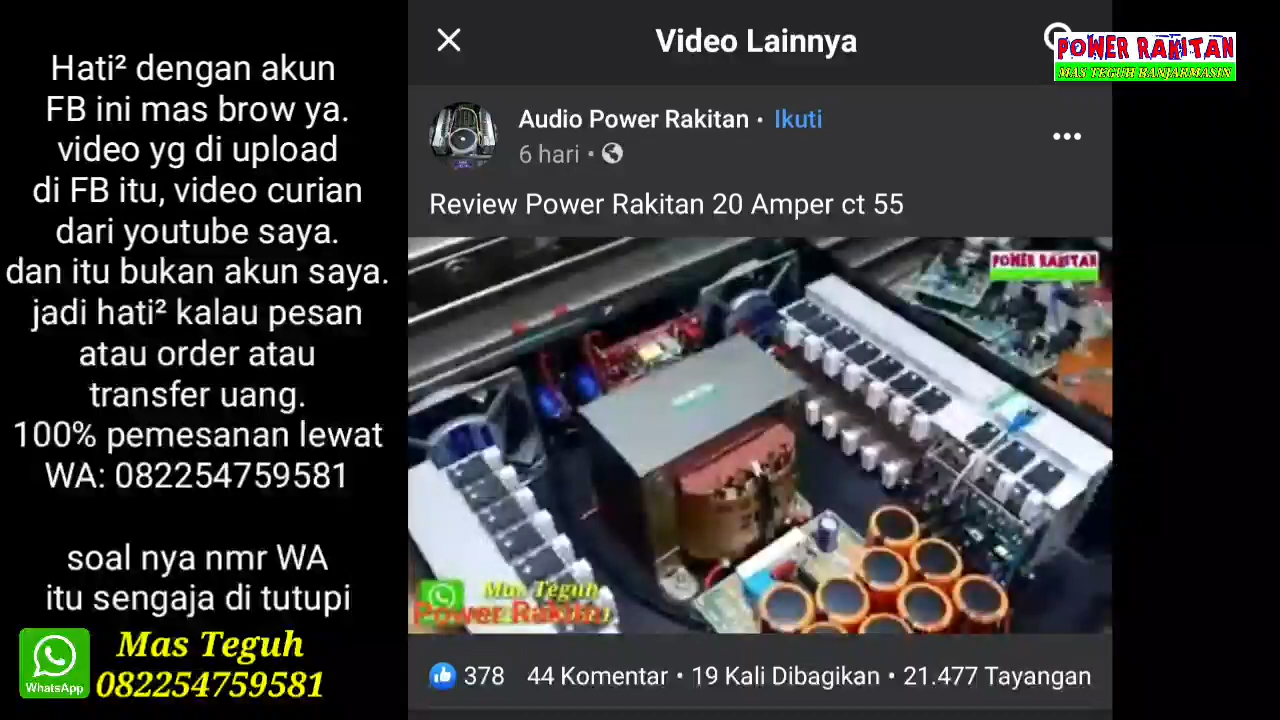 Hati² dengan akun
FB ini mas brow ya.
video yg di upload
di FB itu, video curian
dari youtube saya.
dan itu bukan akun saya.
jadi hati² kalau pesan
atau order atau
transfer uang.
100% pemesanan lewat
WA: 082254759581
soal nya nmr WA
itu sengaja di tutupi
WhatsApp
Mas Teguh
082254759581
Video Lainnya
POWER RAKITAN
MAS TEGUH BANJARMASIN
Audio Power Rakitan • Ikuti
6 hari •
Review Power Rakitan 20 Amper ct 55
POWER RAKITAN
Mas Teguh
Power Rakitan
378
44 Komentar • 19 Kali Dibagikan • 21.477 Tayangan